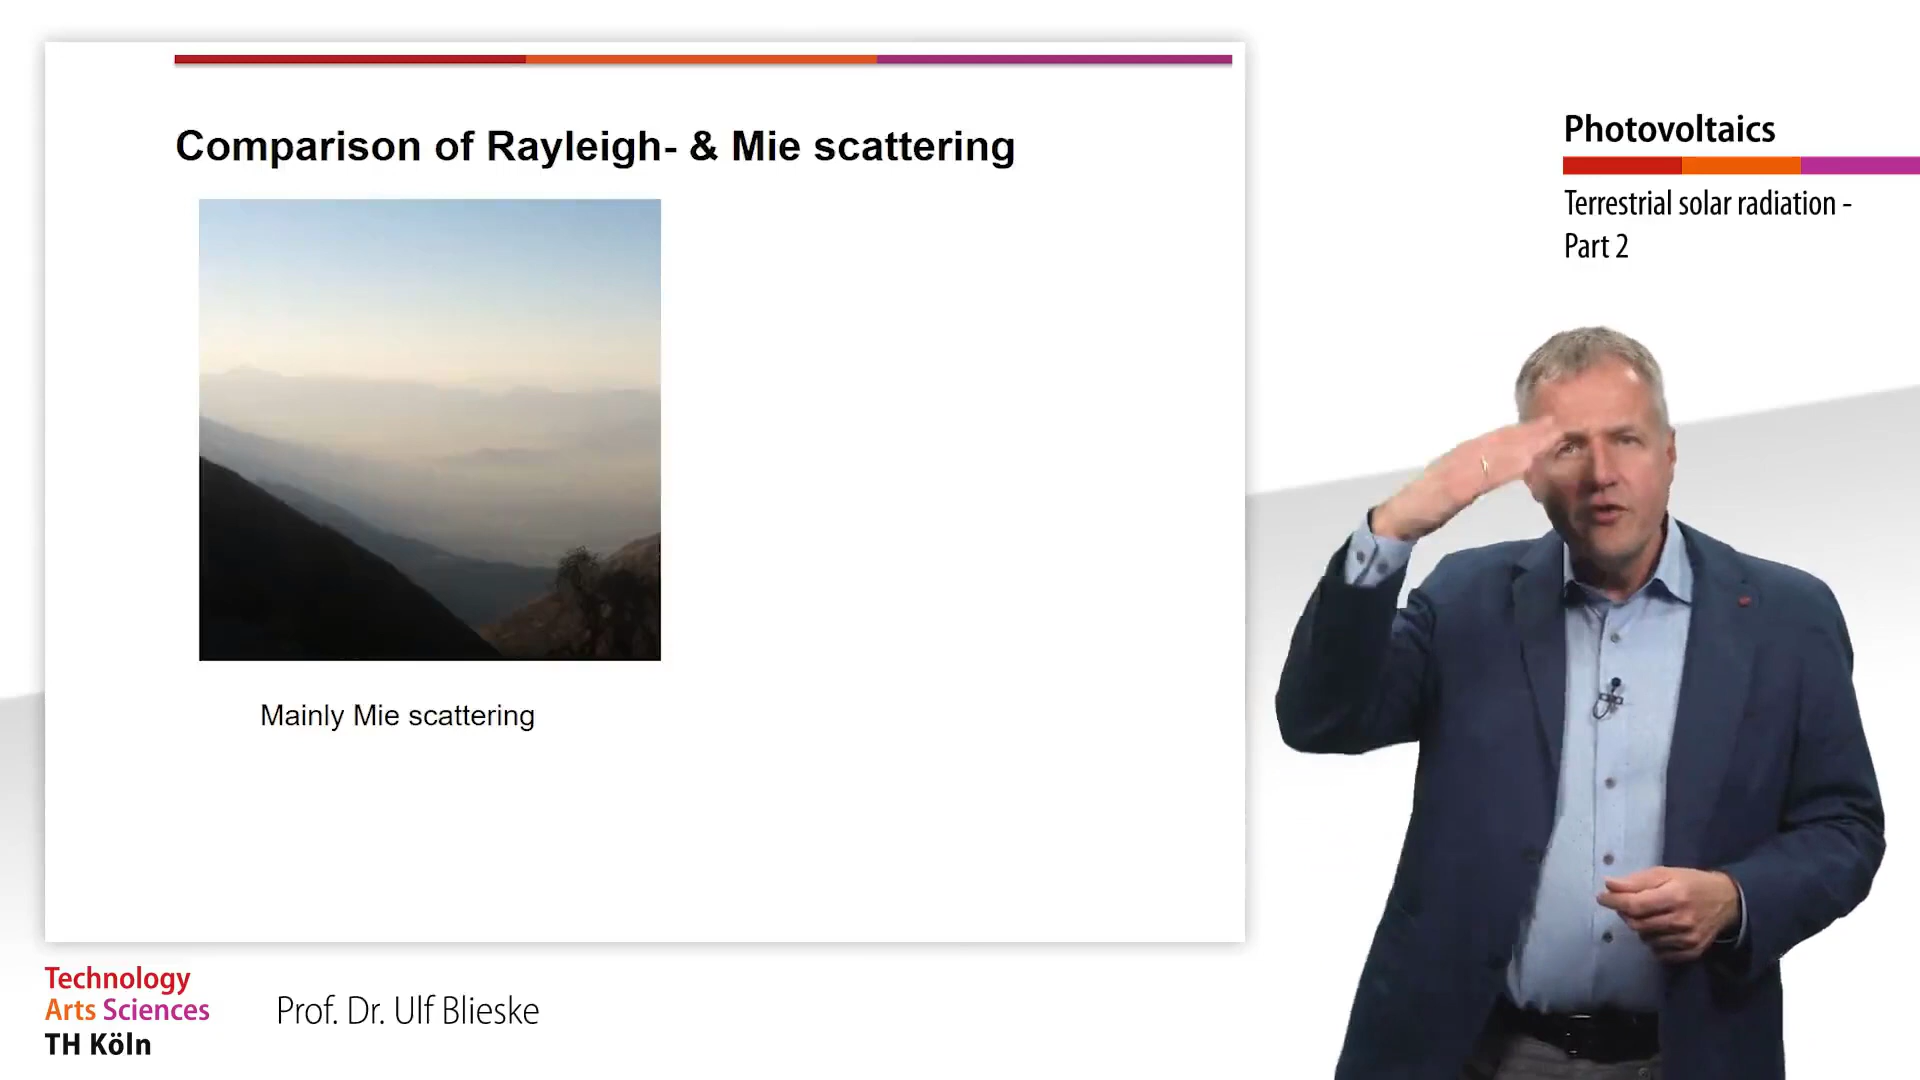 Comparison of Rayleigh- & Mie scattering
Mainly Mie scattering
Photovoltaics
Terrestrial solar radiation -
Part 2
Technology
Arts Sciences
TH Köln
Prof. Dr. Ulf Blieske